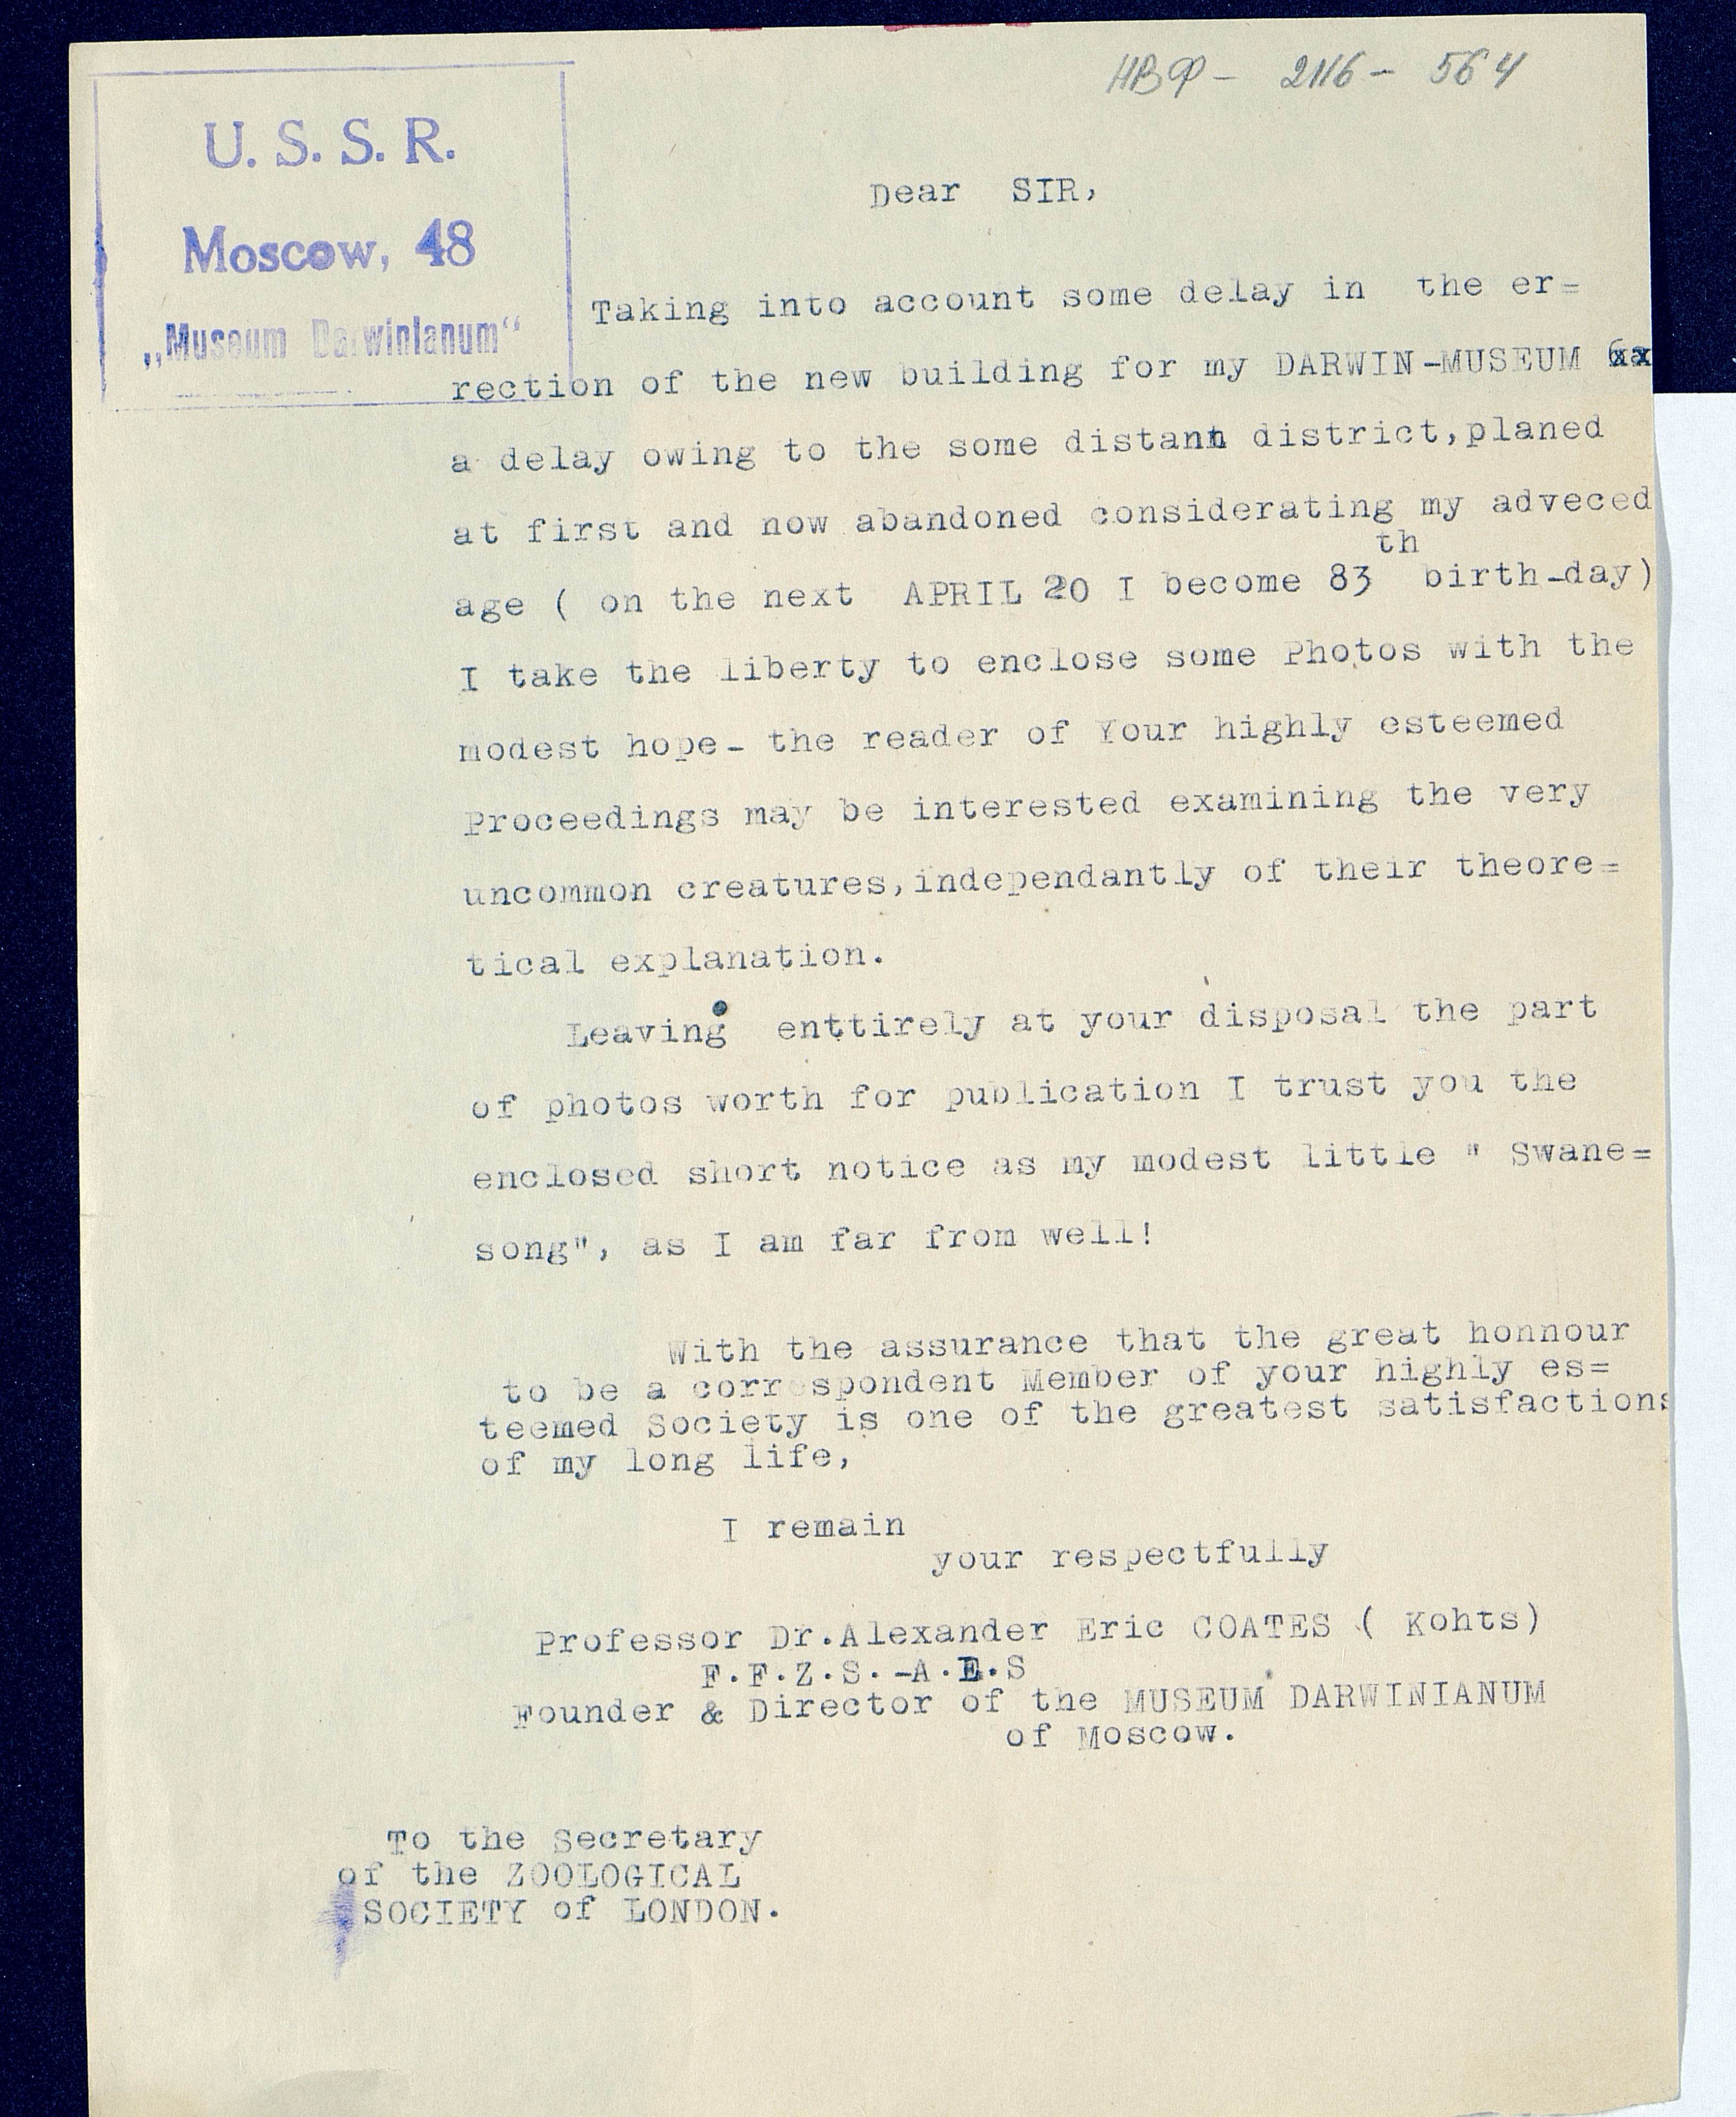 НВФ - 2116 - 564
U. S. S. R.
Moscow, 48
„Museum Darwinianum“
Dear SIR,
Taking into account some delay in the er=
rection of the new building for my DARWIN-MUSEUM
a delay owing to the some distant district,planed
at first and now abandoned considerating my adveced
age ( on the next APRIL 20 I become 83th birth-day)
I take the liberty to enclose some Photos with the
modest hope- the reader of Your highly esteemed
Proceedings may be interested examining the very
uncommon creatures,independantly of their theore=
tical explanation.
Leaving enttirely at your disposal the part
of photos worth for publication I trust you the
enclosed short notice as my modest little " Swane=
song", as I am far from well!
With the assurance that the great honnour
to be a correspondent Member of your highly es=
teemed Society is one of the greatest satisfactions
of my long life,
I remain
your respectfully
Professor Dr.Alexander Eric COATES ( Kohts)
F.F.Z.S.-A.E.S
Founder & Director of the MUSEUM DARWINIANUM
of Moscow.
To the Secretary
of the ZOOLOGICAL
SOCIETY of LONDON.